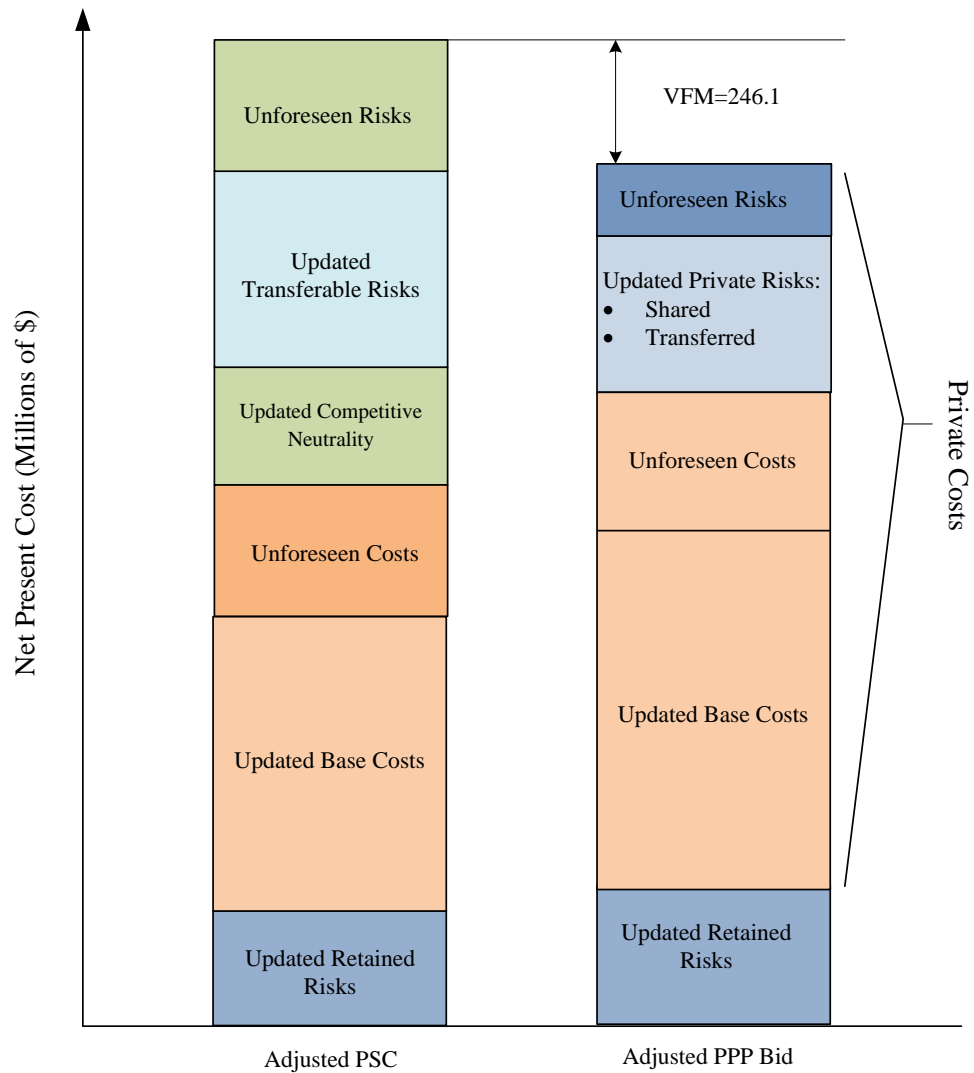 Net Present Cost (Millions of $)
Unforeseen Risks
Updated
Transferable Risks
Updated Competitive
Neutrality
Unforeseen Costs
Updated Base Costs
Updated Retained
Risks
Adjusted PSC
VFM=246.1
Unforeseen Risks
Updated Private Risks:
• Shared
• Transferred
Unforeseen Costs
Updated Base Costs
Updated Retained
Risks
Adjusted PPP Bid
Private Costs